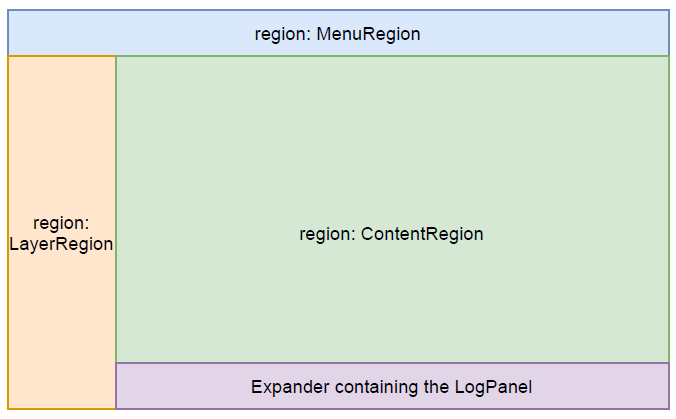 region: MenuRegion
region:
LayerRegion
region: ContentRegion
Expander containing the LogPanel